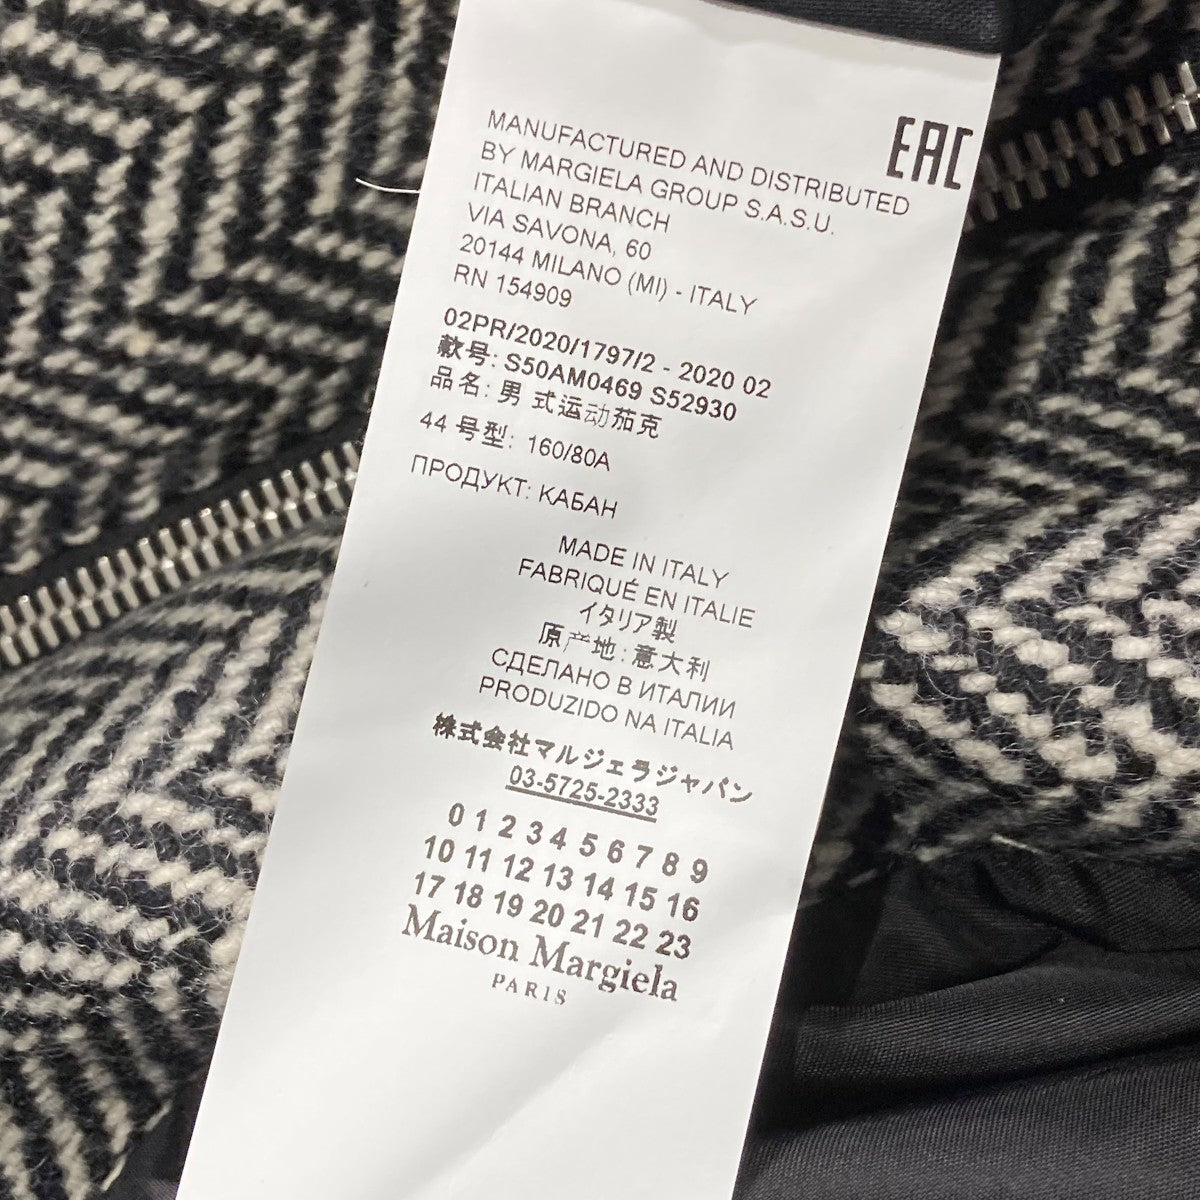 EAC
MANUFACTURED AND DISTRIBUTED
BY MARGIELA GROUP S.A.S.U.
ITALIAN BRANCH
VIA SAVONA, 60
20144 MILANO (MI) - ITALY
RN 154909
02PR/2020/1797/2 - 2020 02
款号: S50AM0469 S52930
品名: 男 式运动茄克
44 号型: 160/80A
ПРОДУКТ: КАБАН
MADE IN ITALY
FABRIQUÉ EN ITALIE
イタリア製
原产地:意大利
СДЕЛАНО В ИТАЛИИ
PRODUZIDO NA ITALIA
株式会社マルジェラジャパン
03-5725-2333
0 1 2 3 4 5 6 7 8 9
10 11 12 13 14 15 16
17 18 19 20 21 22 23
Maison Margiela
PARIS